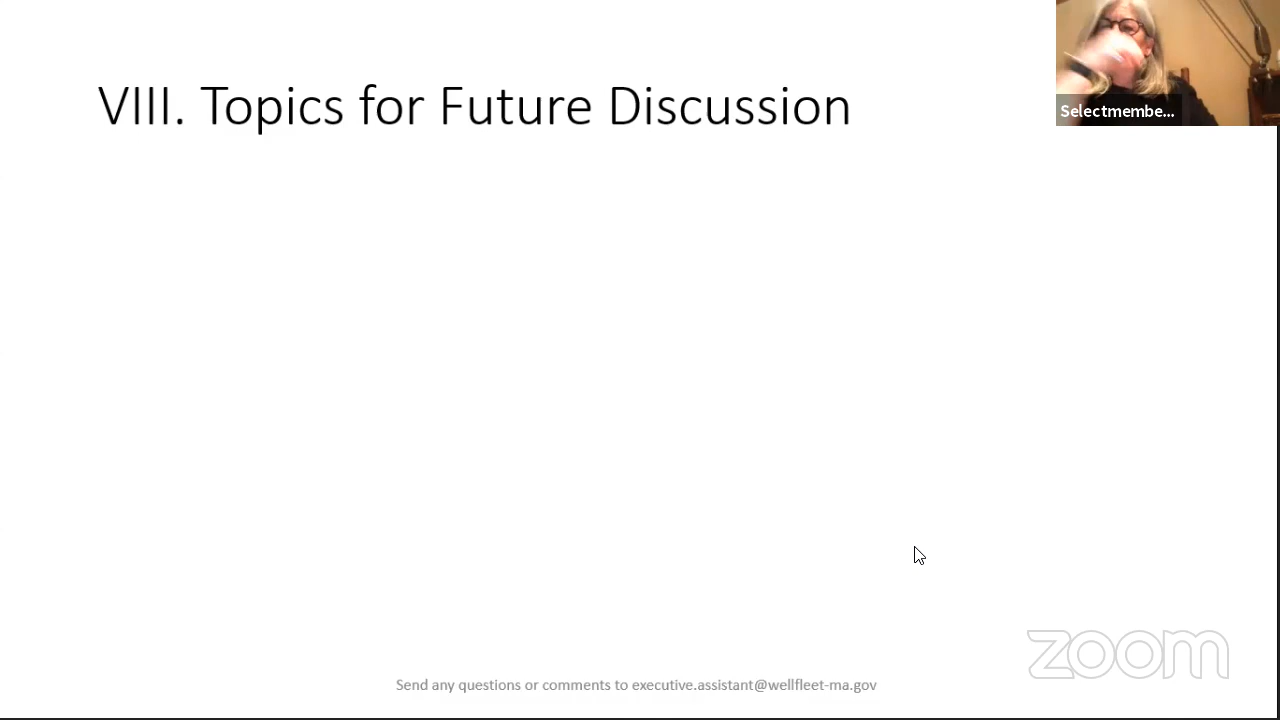 VIII. Topics for Future Discussion
Selectmembe...
zoom
Send any questions or comments to executive.assistant@wellfleet-ma.gov